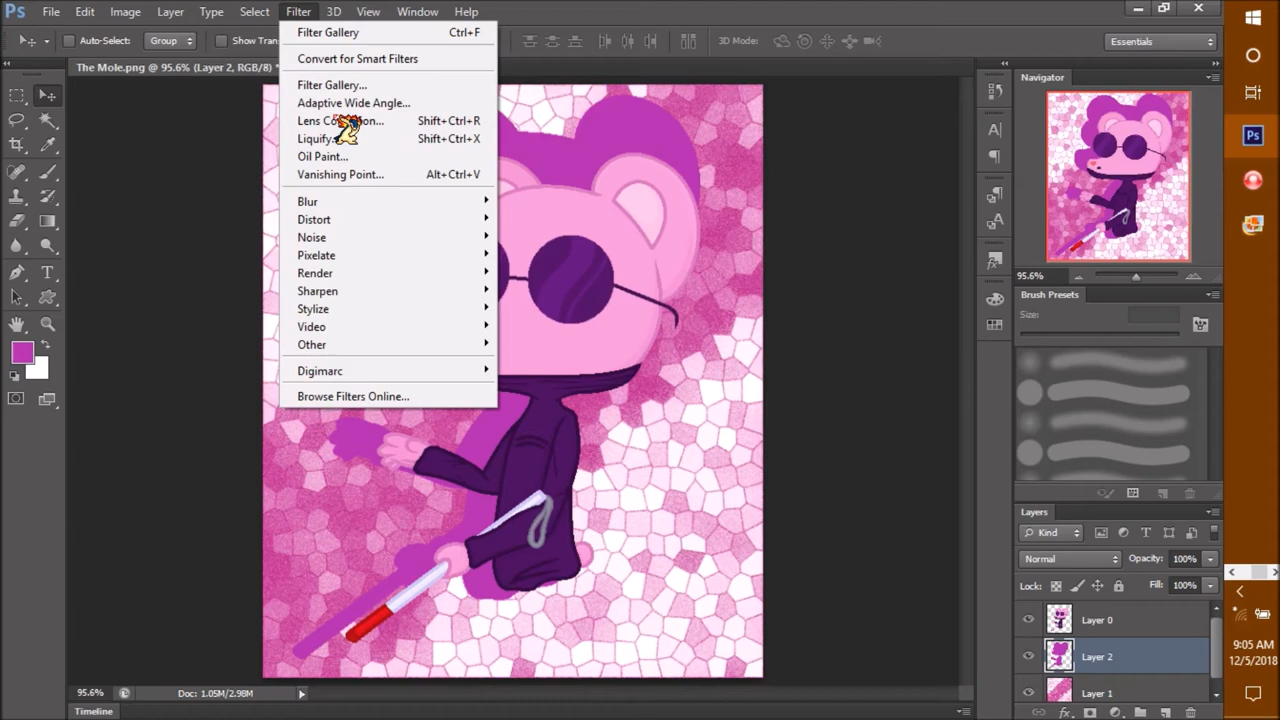 Ps File Edit Image Layer Type Select Filter 3D View Window Help
Auto-Select: Group Show Tran 3D Mode: Essentials
The Mole.png @ 95.6% (Layer 2, RGB/8) *
Filter Gallery Ctrl+F
Convert for Smart Filters
Filter Gallery...
Adaptive Wide Angle...
Shift+Ctrl+R
Liquify... Shift+Ctrl+X
Oil Paint...
Vanishing Point... Alt+Ctrl+V
Blur
Distort
Noise
Pixelate
Render
Sharpen
Stylize
Video
Other
Digimarc
Browse Filters Online...
Navigator
95.6%
Brush Presets
Size:
Layers
Kind
Normal Opacity: 100%
Lock: Fill: 100%
Layer 0
Layer 2
Layer 1
95.6% Doc: 1.05M/2.98M
Timeline
Ps
9:05 AM
12/5/2018